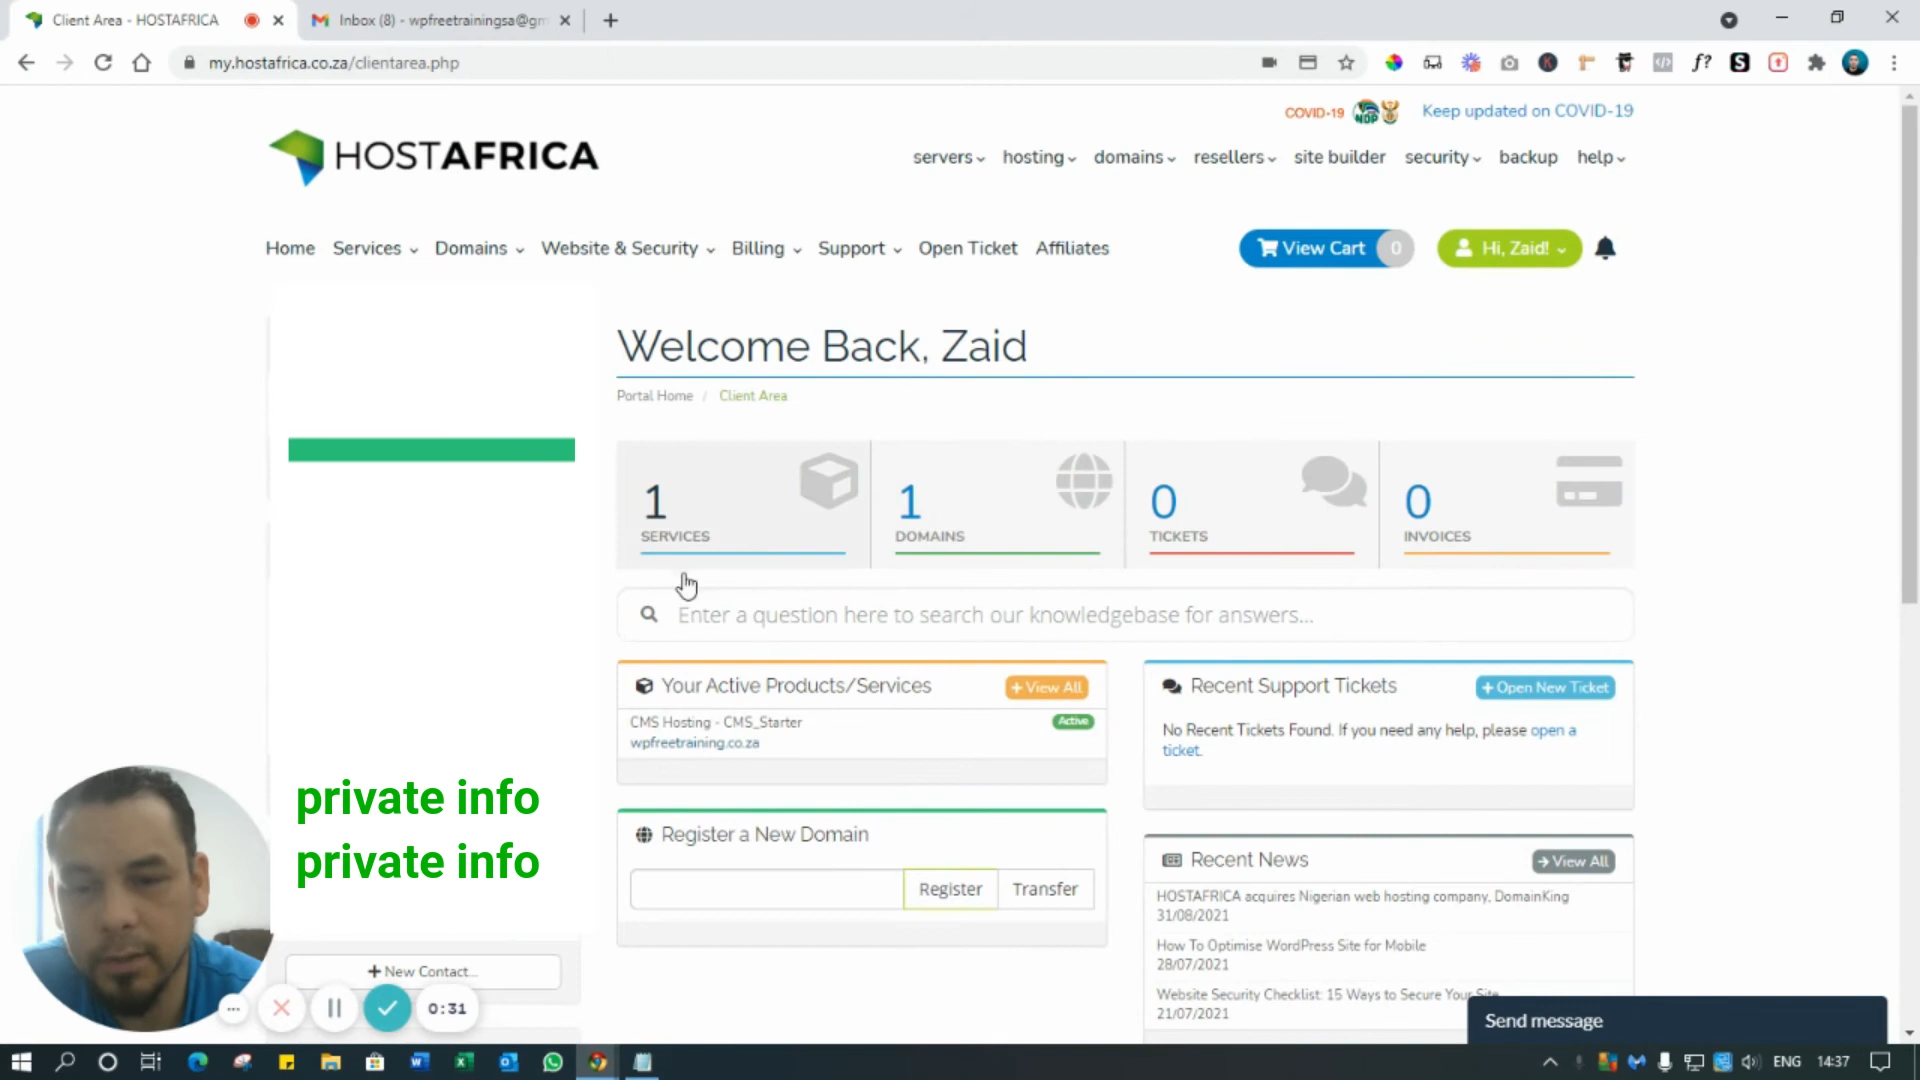 Client Area - HOSTAFRICA
Inbox (8) - wpfreetrainingsa@gm
my.hostafrica.co.za/clientarea.php
COVID-19
NDP
Keep updated on COVID-19
HOSTAFRICA
servers
hosting
domains
resellers
site builder
security
backup
help
Home
Services
Domains
Website & Security
Billing
Support
Open Ticket
Affiliates
View Cart 0
Hi, Zaid!
Welcome Back, Zaid
Portal Home / Client Area
1
SERVICES
1
DOMAINS
0
TICKETS
0
INVOICES
Enter a question here to search our knowledgebase for answers...
Your Active Products/Services
+ View All
CMS Hosting - CMS_Starter
Active
wpfreetraining.co.za
Recent Support Tickets
+ Open New Ticket
No Recent Tickets Found. If you need any help, please open a
ticket.
private info
private info
Register a New Domain
Register
Transfer
Recent News
View All
HOSTAFRICA acquires Nigerian web hosting company, DomainKing
31/08/2021
How To Optimise WordPress Site for Mobile
28/07/2021
Website Security Checklist: 15 Ways to Secure Your Site
21/07/2021
+ New Contact...
0:31
Send message
ENG
14:37